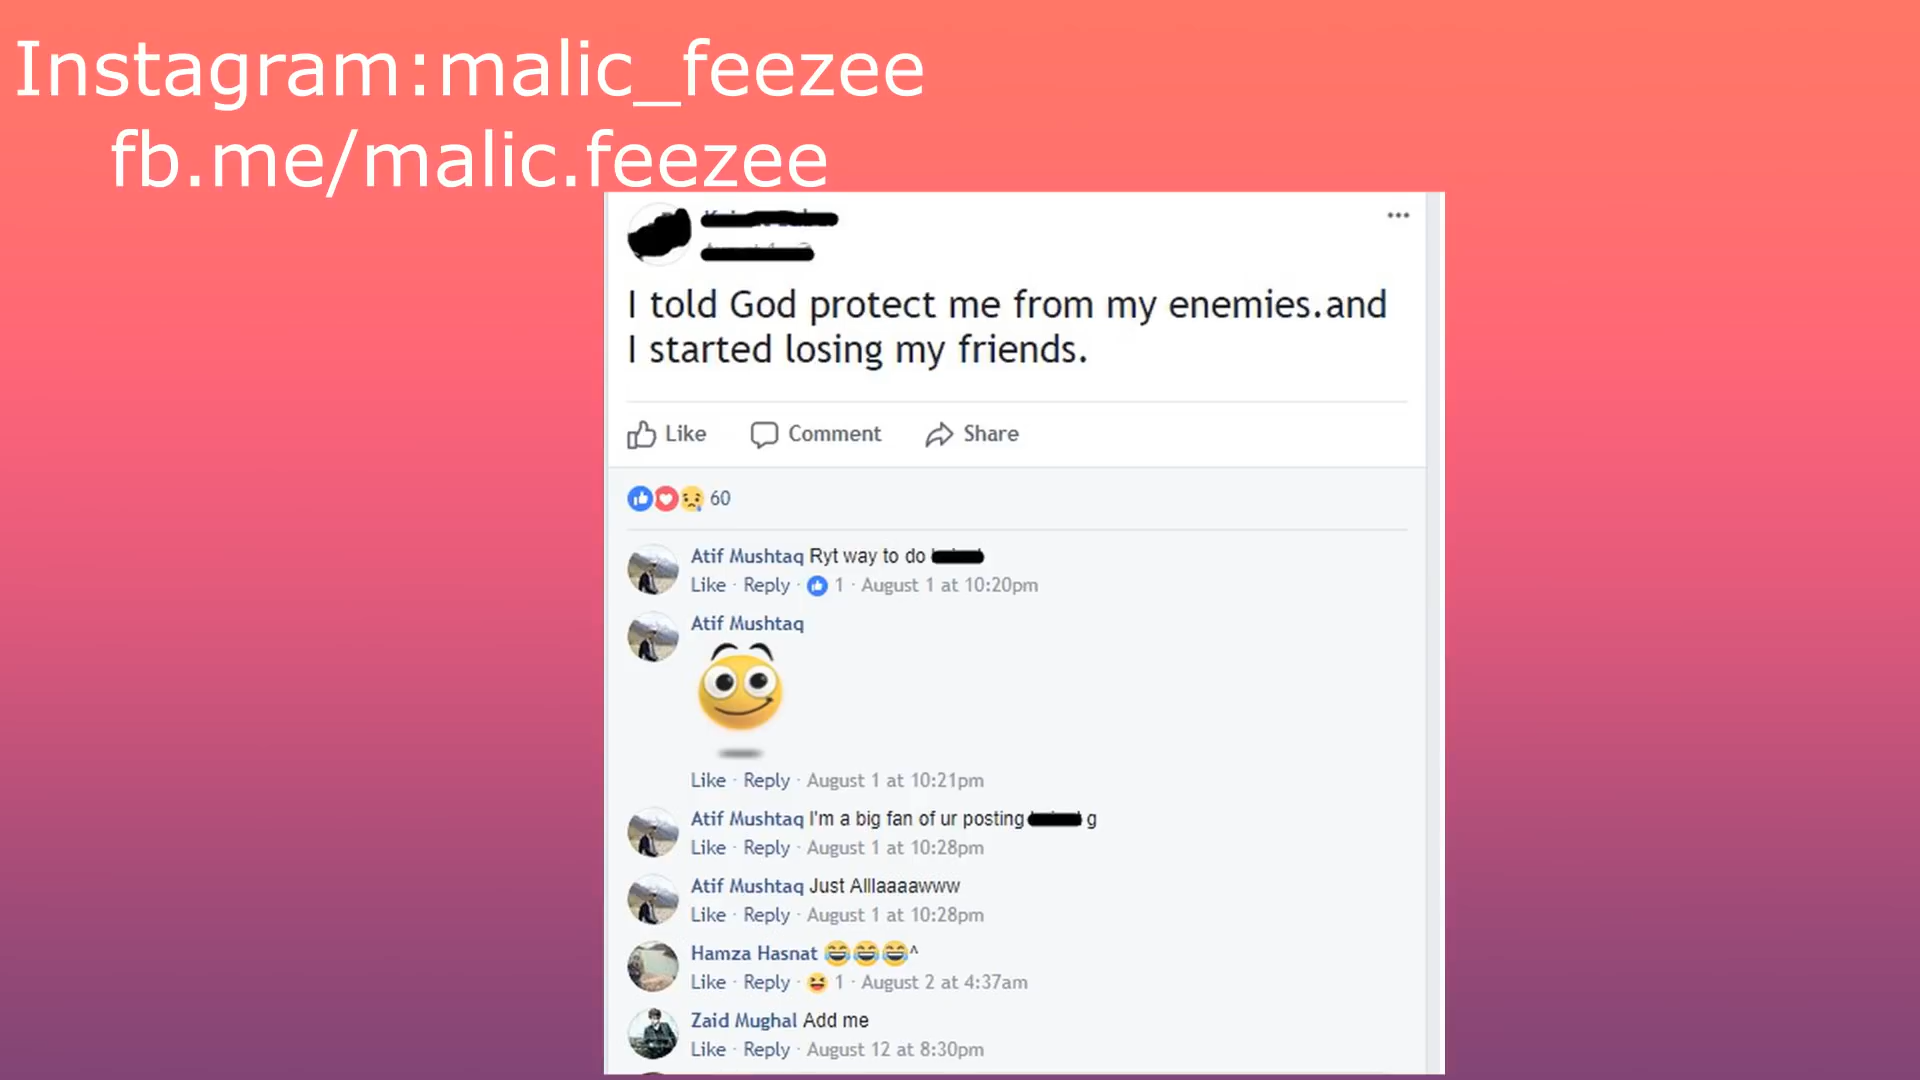 Instagram:malic_feezee
fb.me/malic.feezee
I told God protect me from my enemies.and
I started losing my friends.
Like Comment Share
60
Atif Mushtaq Ryt way to do
Like · Reply · 1 · August 1 at 10:20pm
Atif Mushtaq
Like · Reply · August 1 at 10:21pm
Atif Mushtaq I'm a big fan of ur posting g
Like · Reply · August 1 at 10:28pm
Atif Mushtaq Just Alllaaaawww
Like · Reply · August 1 at 10:28pm
Hamza Hasnat 😂😂😂^
Like · Reply · 1 · August 2 at 4:37am
Zaid Mughal Add me
Like · Reply · August 12 at 8:30pm